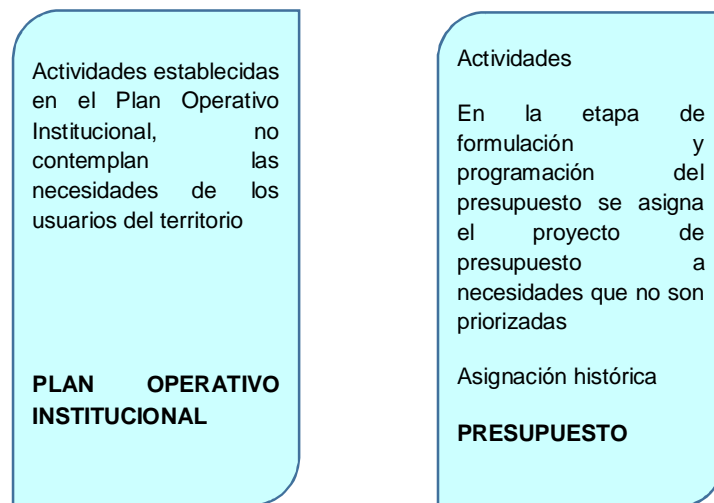 Actividades establecidas
en el Plan Operativo
Institucional, no
contemplan las
necesidades de los
usuarios del territorio
PLAN OPERATIVO
INSTITUCIONAL
Actividades
En la etapa de
formulación y
programación del
presupuesto se asigna
el proyecto de
presupuesto a
necesidades que no son
priorizadas
Asignación histórica
PRESUPUESTO